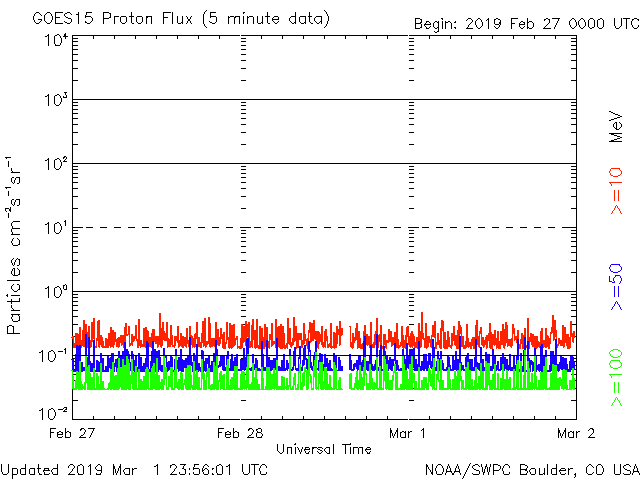 GOES15 Proton Flux (5 minute data)
Begin: 2019 Feb 27 0000 UTC
Particles cm⁻²s⁻¹sr⁻¹
10⁴
10³
10²
10¹
10⁰
10⁻¹
10⁻²
Feb 27
Feb 28
Mar 1
Mar 2
Universal Time
MeV
>=10
>=50
>=100
Updated 2019 Mar  1 23:56:01 UTC
NOAA/SWPC Boulder, CO USA